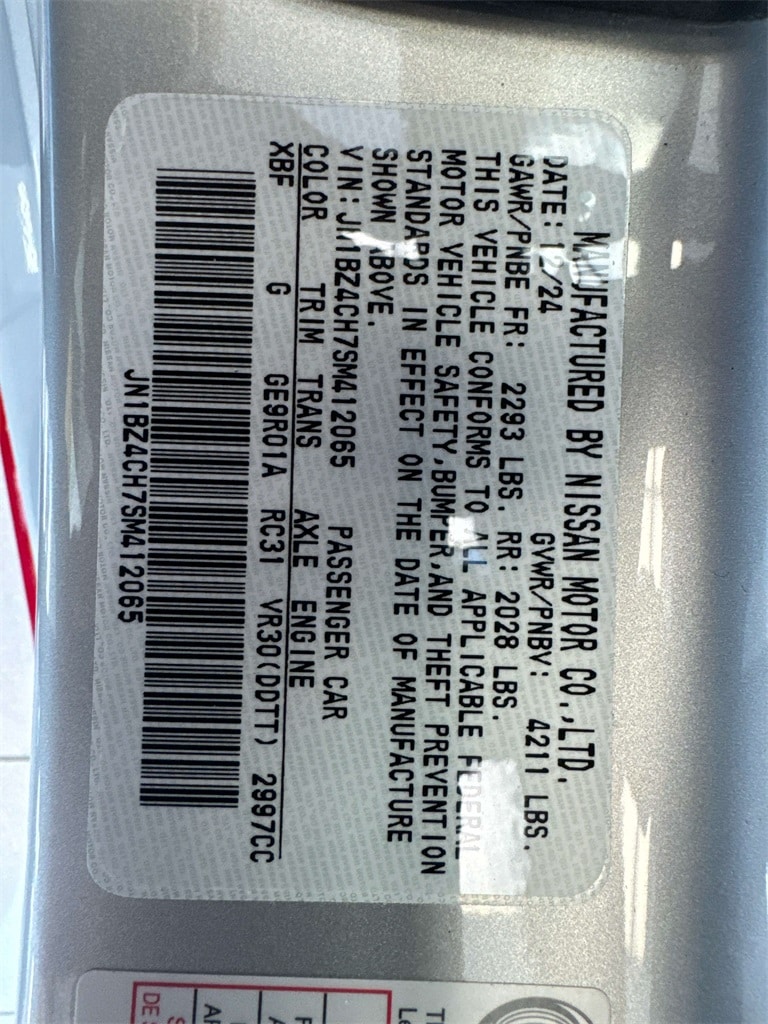 MANUFACTURED BY NISSAN MOTOR CO.,LTD.
DATE: 12/24 GVWR/PNBV: 4211 LBS.
GAWR/PNBE FR: 2293 LBS. RR: 2028 LBS.
THIS VEHICLE CONFORMS TO ALL APPLICABLE FEDERAL
MOTOR VEHICLE SAFETY,BUMPER,AND THEFT PREVENTION
STANDARDS IN EFFECT ON THE DATE OF MANUFACTURE
SHOWN ABOVE.
VIN: JN1BZ4CH7SM412065 PASSENGER CAR
COLOR TRIM TRANS AXLE ENGINE
XBF G GE9R01A RC31 VR30(DDTT) 2997CC
JN1BZ4CH7SM412065